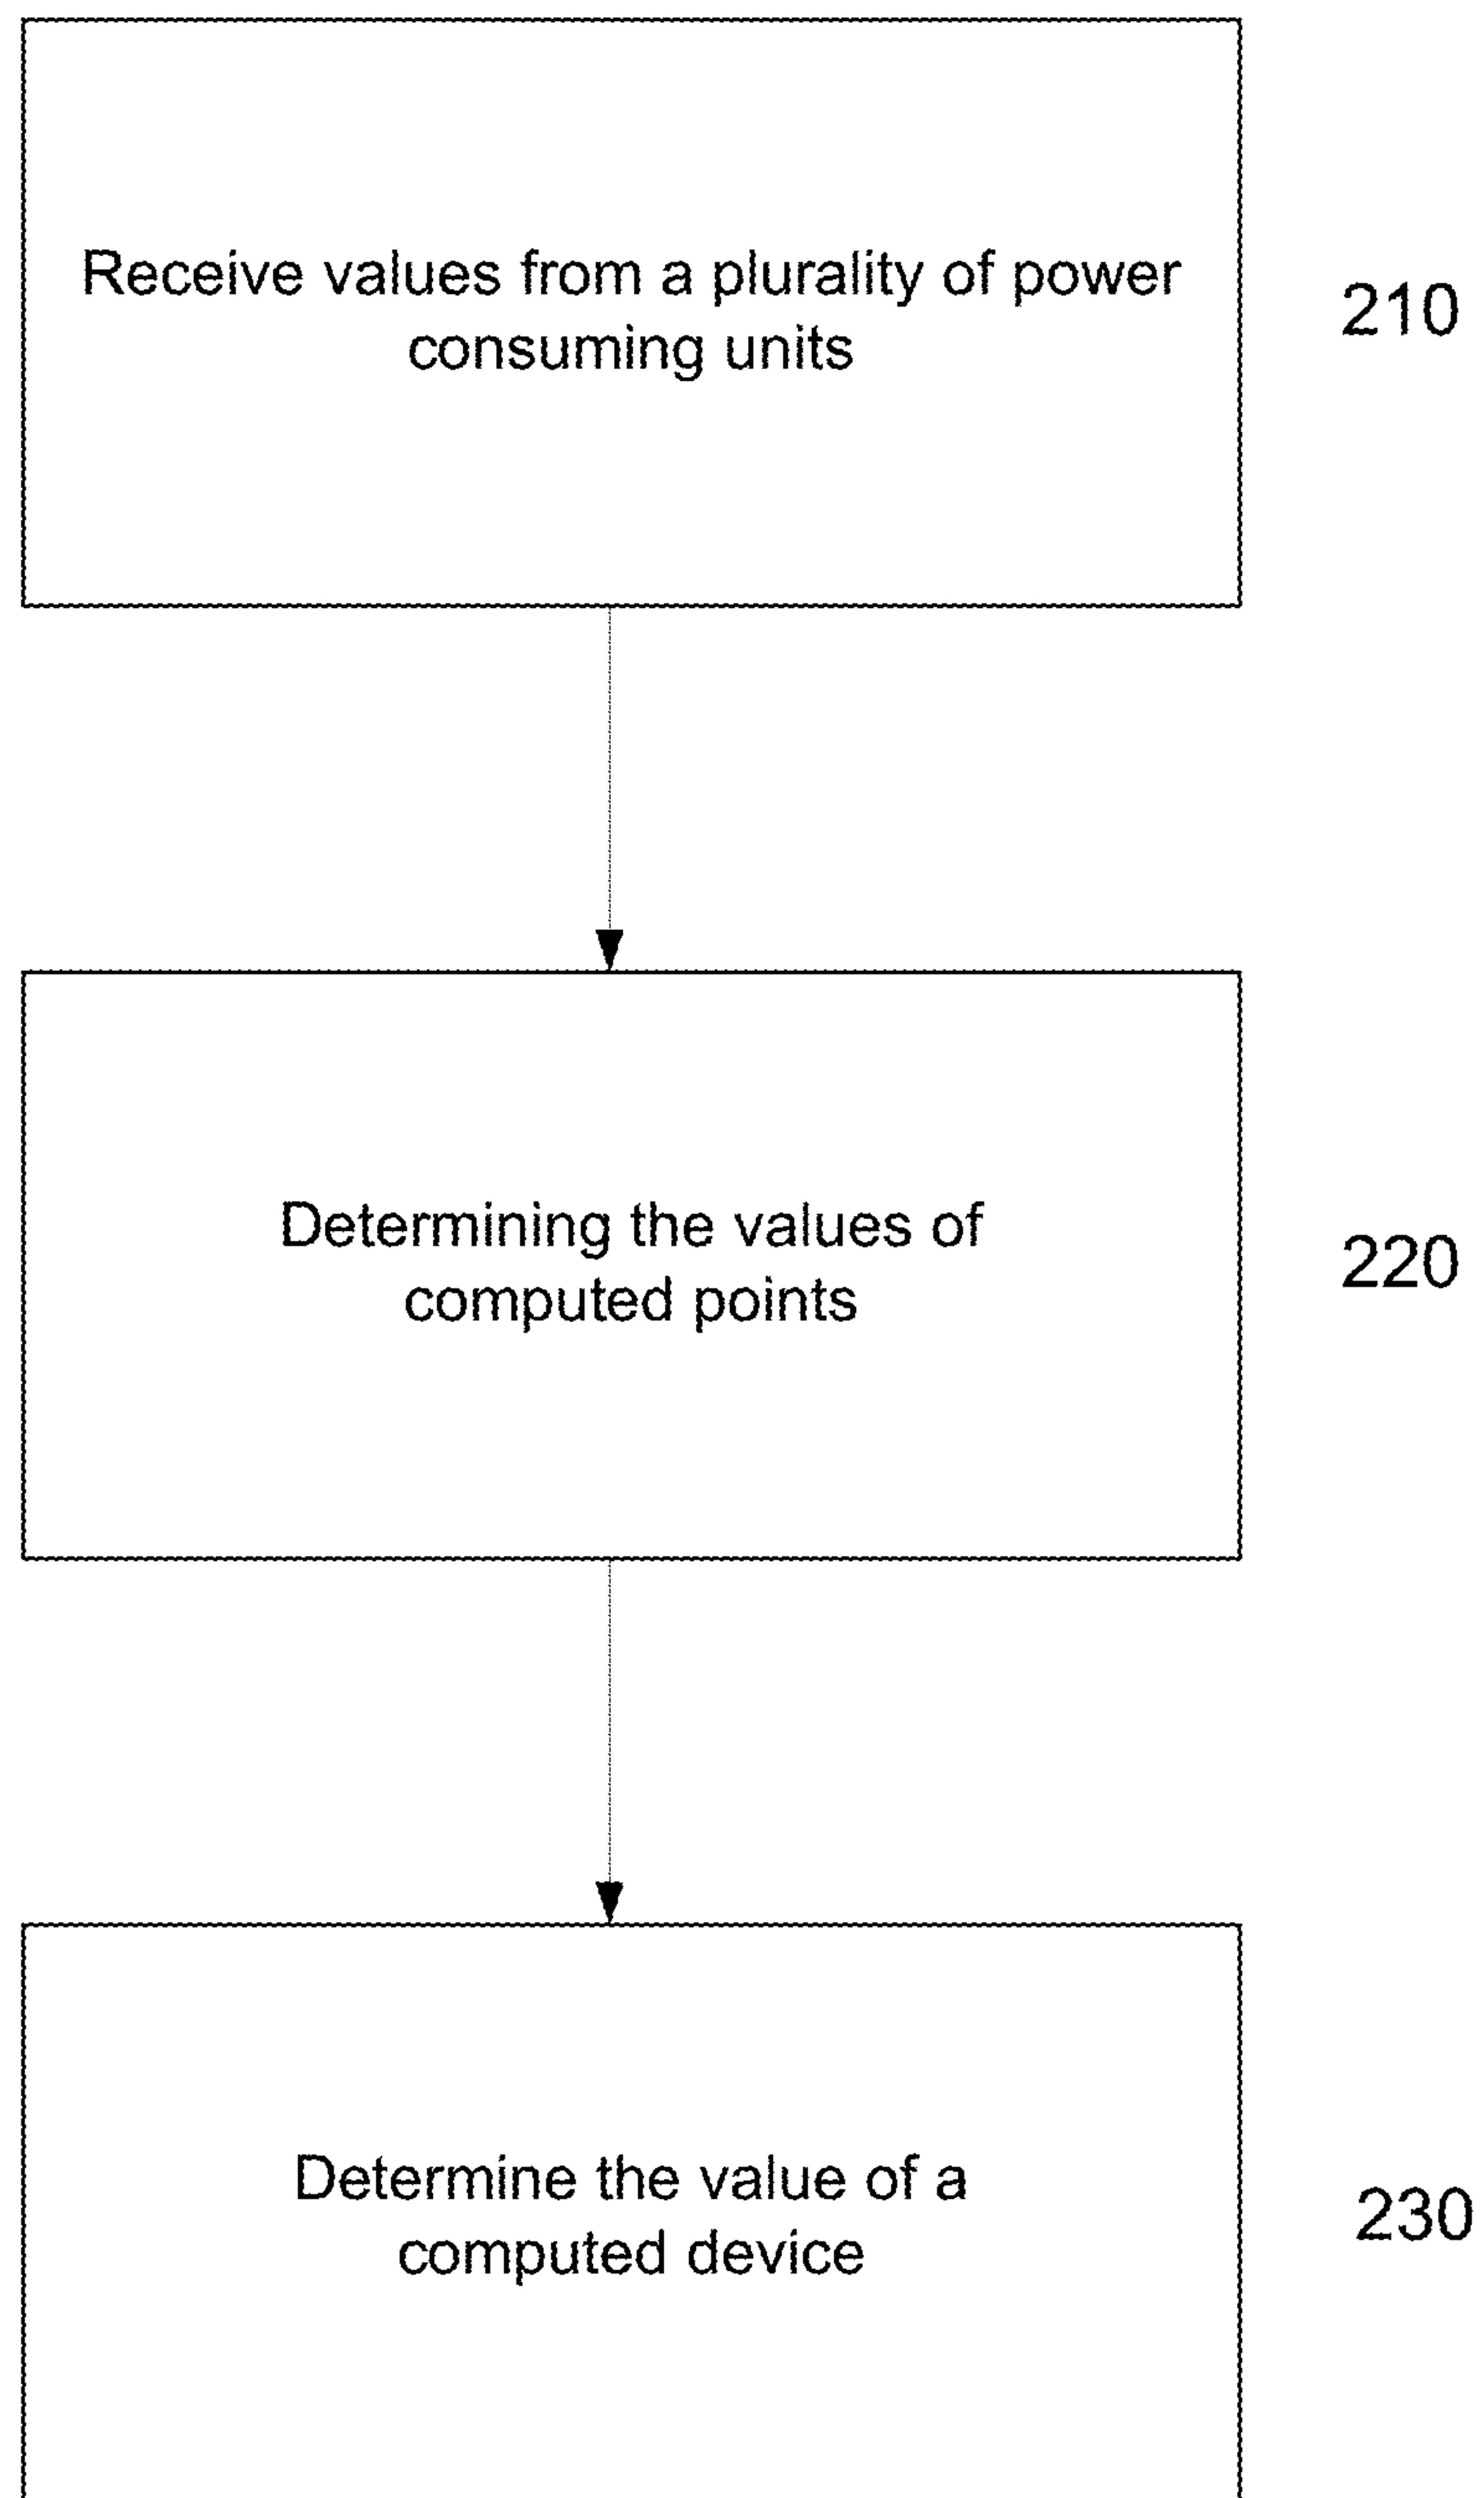 Receive values from a plurality of power
consuming units
210
Determining the values of
computed points
220
Determine the value of a
computed device
230